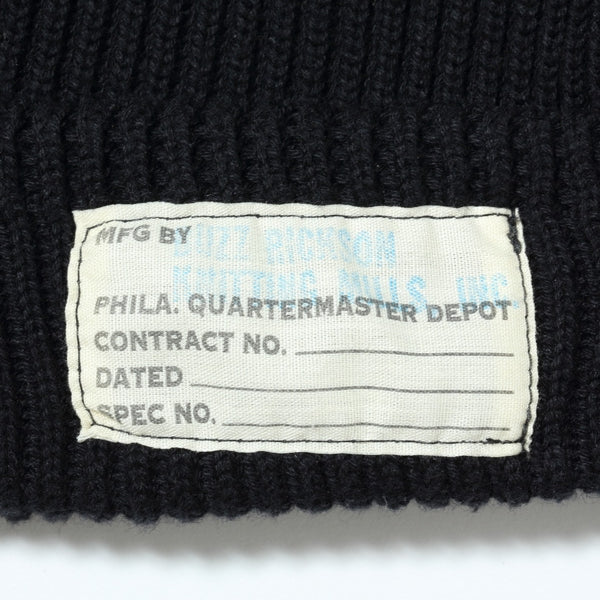 MFG BY BUZZ RICKSON
KNITTING MILLS, INC.
PHILA. QUARTERMASTER DEPOT
CONTRACT NO.
DATED
SPEC NO.